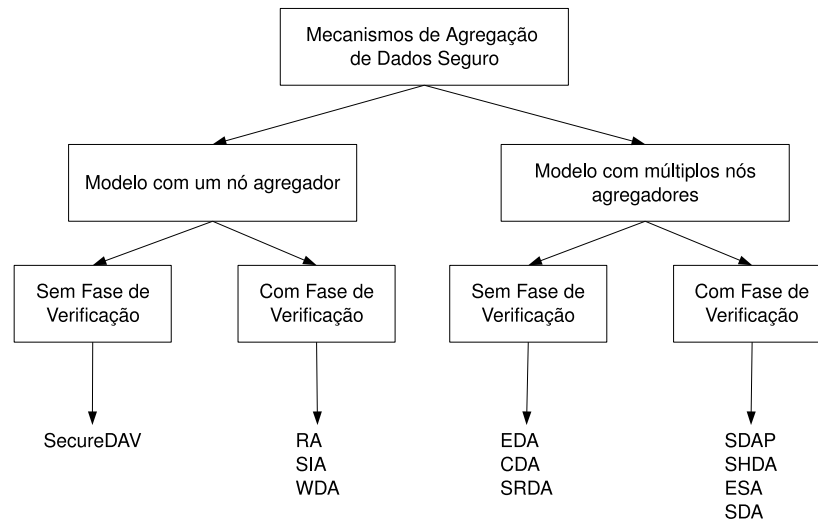 Mecanismos de Agregação
de Dados Seguro
Modelo com um nó agregador
Modelo com múltiplos nós
agregadores
Sem Fase de
Verificação
Com Fase de
Verificação
Sem Fase de
Verificação
Com Fase de
Verificação
SecureDAV
RA
SIA
WDA
EDA
CDA
SRDA
SDAP
SHDA
ESA
SDA